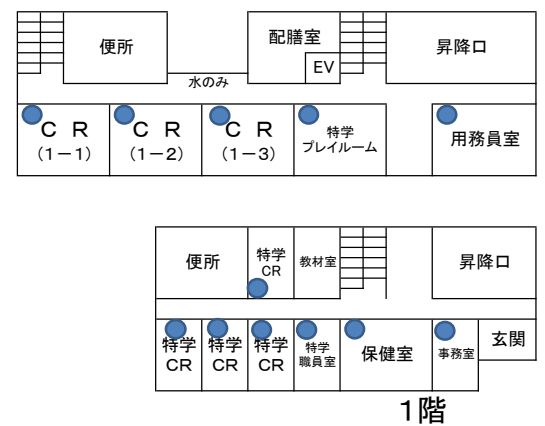 便所
配膳室
EV
昇降口
水のみ
ＣＲ
（1－1）
ＣＲ
（1－2）
ＣＲ
（1－3）
特学
プレイルーム
用務員室
便所
特学
CR
教材室
昇降口
特学
CR
特学
CR
特学
CR
特学
職員室
保健室
事務室
玄関
1階